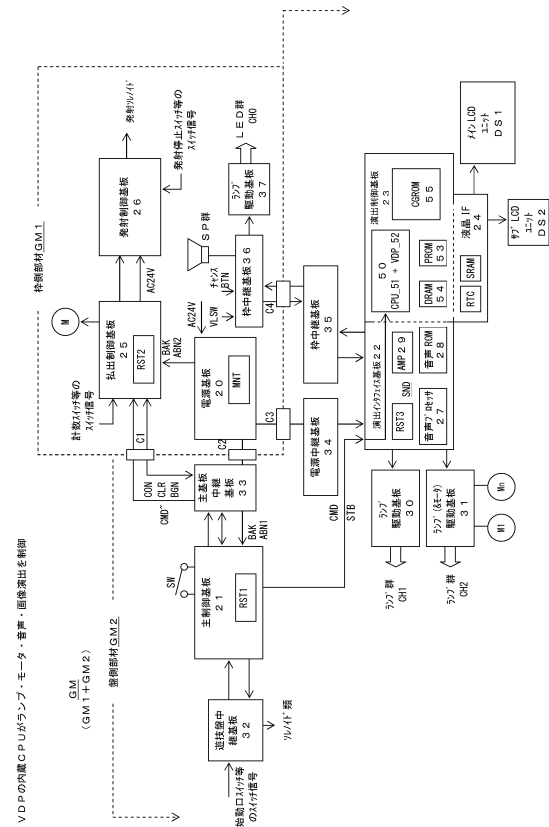 VDPの内蔵CPUがランプ・モータ・音声・画像演出を制御
GM
(GM1+GM2)
盤側部材GM2
枠側部材GM1
計数スイッチ等の
スイッチ信号
M
払出制御基板
25
RST2
AC24V
発射制御基板
26
発射ソレノイド
発射停止スイッチ等の
スイッチ信号
C1
CON
CLR
BGN
CMD"
主基板
中継基
板
33
C2
BAK
ABN2
電源基板
20
MNT
AC24V
VLSW
チャンス
BTN
SP群
枠中継基板36
ランプ
駆動基板
37
LED群
CH0
C3
C4
BAK
ABN1
SW
主制御基板
21
RST1
遊技盤中
継基板
32
始動口スイッチ等
のスイッチ信号
ソレノイド類
電源中継基板
34
枠中継基板
35
CMD
STB
演出インタフェイス基板22
RST3
SND
AMP29
音声プロセッサ
27
音声ROM
28
演出制御基板
23
50
CPU_51 + VDP_52
CGROM
55
DRAM
54
PROM
53
RTC
SRAM
液晶IF
24
メインLCD
ユニット
DS1
サブLCD
ユニット
DS2
ランプ
駆動基板
30
ランプ(&モータ)
駆動基板
31
ランプ群
CH1
ランプ群
CH2
M1
Mn